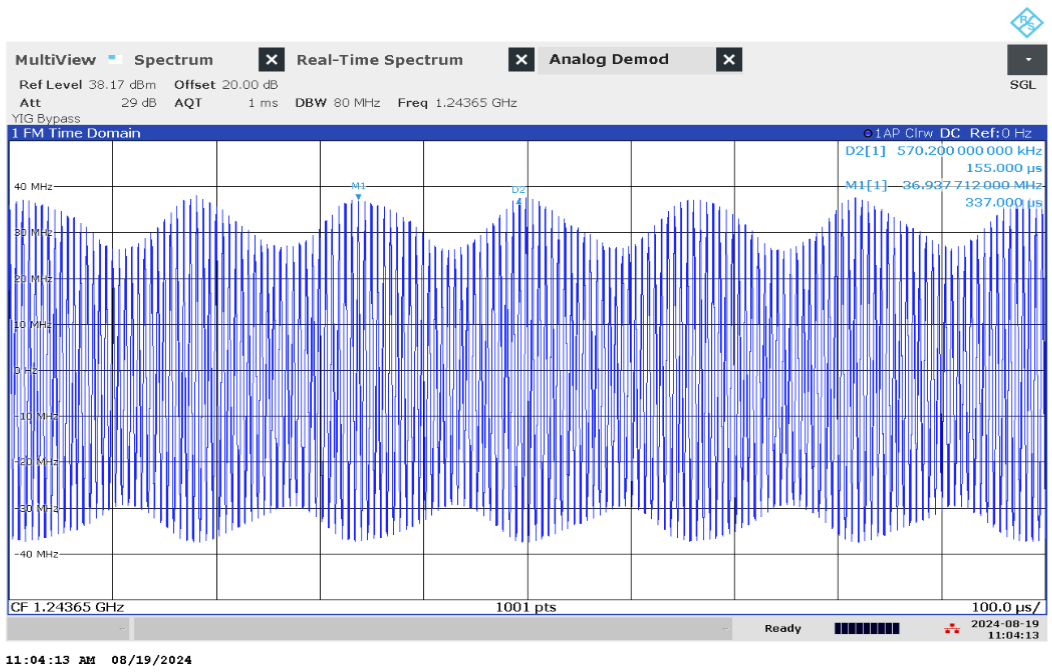 R S
MultiView Spectrum Real-Time Spectrum Analog Demod
Ref Level 38.17 dBm Offset 20.00 dB SGL
Att 29 dB AQT 1 ms DBW 80 MHz Freq 1.24365 GHz
YIG Bypass
1 FM Time Domain 1AP Clrw DC Ref:0 Hz
D2[1] 570.200 000 000 kHz
155.000 µs
40 MHz M1 D2 M1[1] 36.937 712 000 MHz
337.000 µs
30 MHz
20 MHz
10 MHz
0 Hz
-10 MHz
-20 MHz
-30 MHz
-40 MHz
CF 1.24365 GHz 1001 pts 100.0 µs/
Ready 2024-08-19
11:04:13
11:04:13 AM 08/19/2024